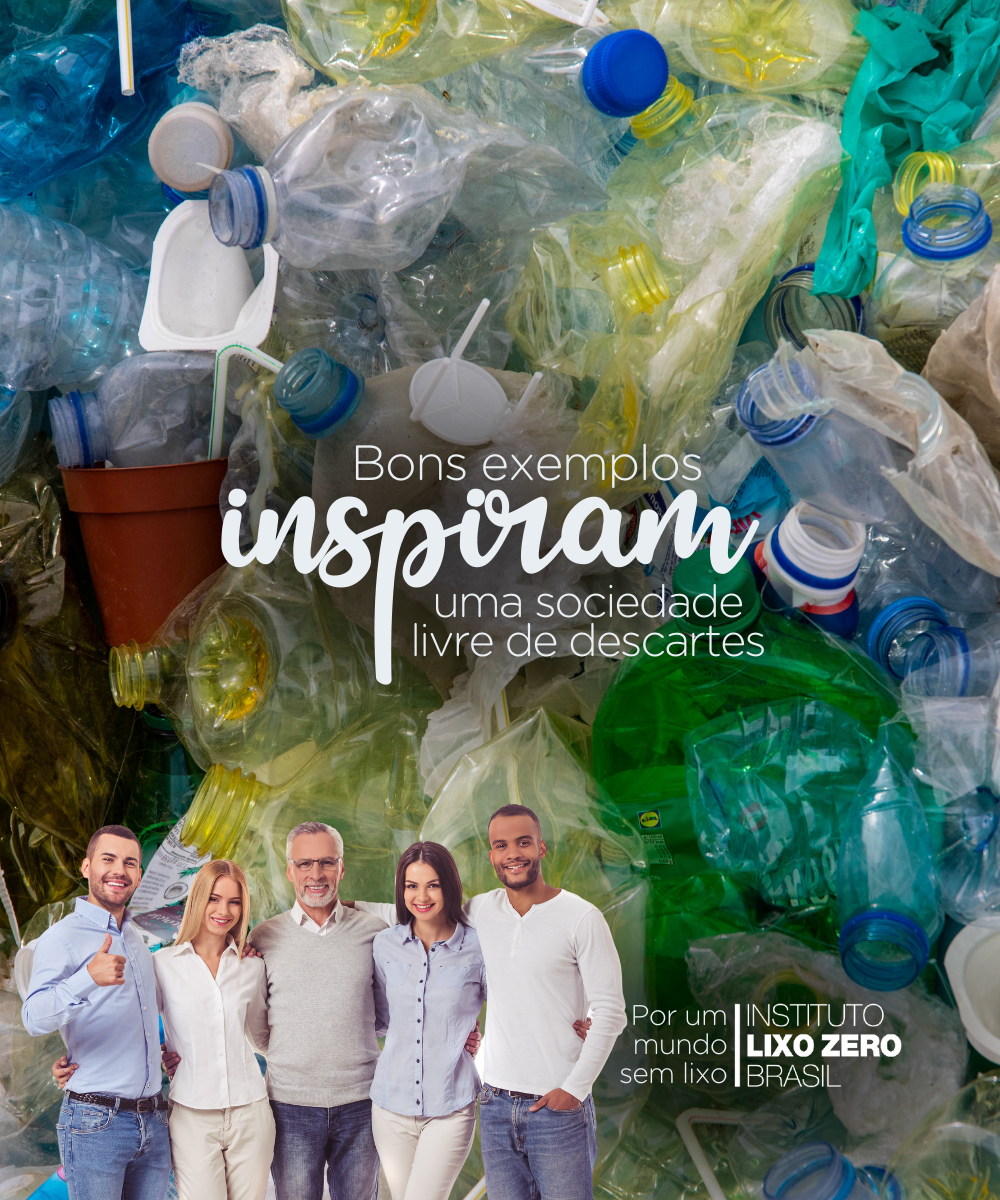 Bons exemplos
inspiram
uma sociedade
livre de descartes
Por um
mundo
sem lixo
INSTITUTO
LIXO ZERO
BRASIL